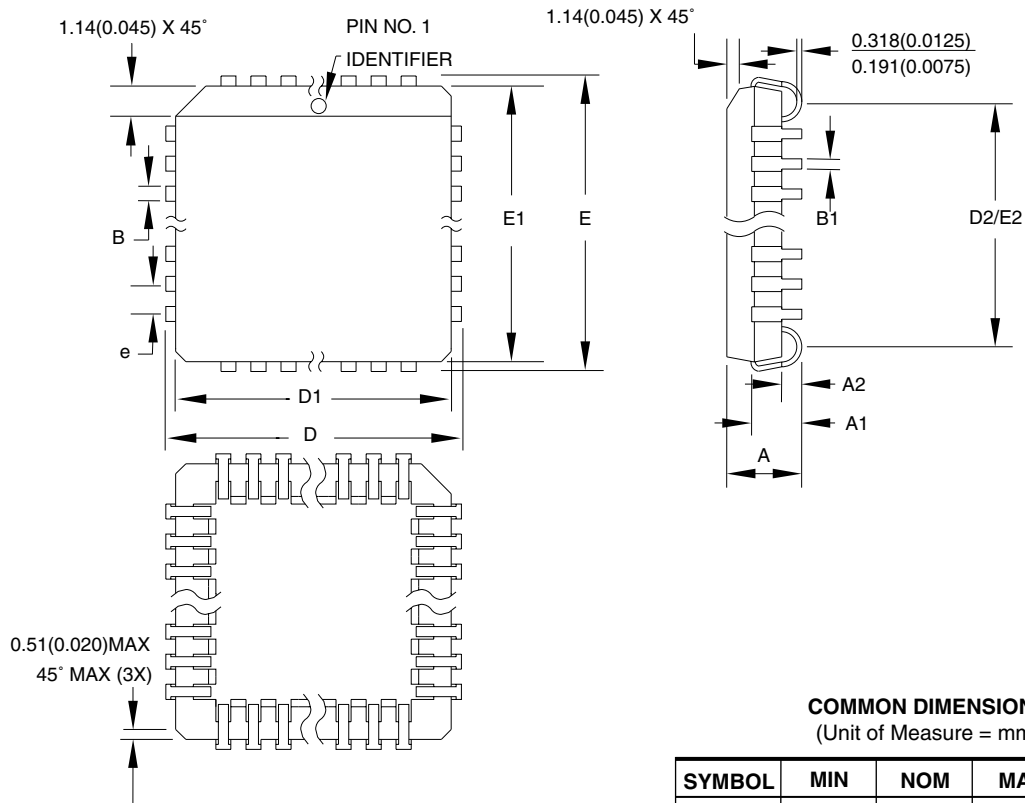 1.14(0.045) X 45˚
PIN NO. 1
IDENTIFIER
1.14(0.045) X 45˚
0.318(0.0125)
0.191(0.0075)
E1
E
B
e
B1
D2/E2
D1
D
A2
A1
A
0.51(0.020)MAX
45˚ MAX (3X)
COMMON DIMENSION
(Unit of Measure = mm
SYMBOL MIN NOM MA